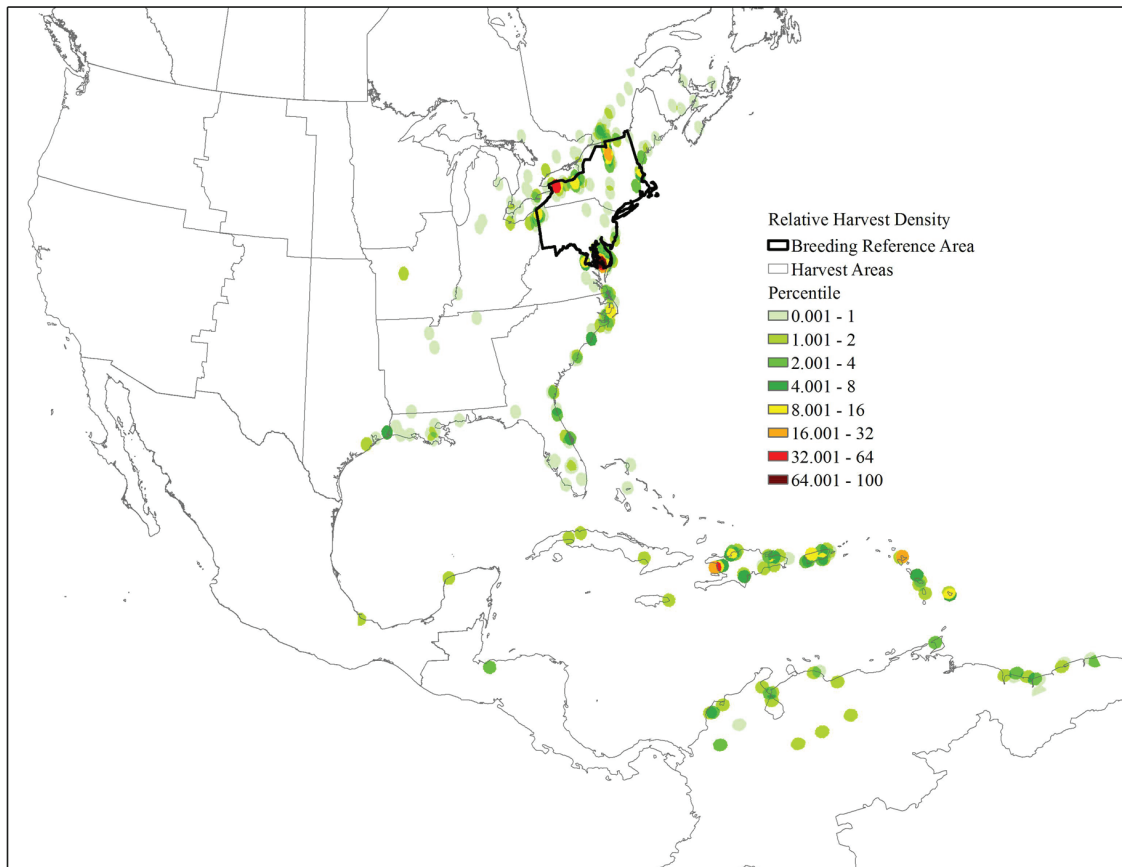 Relative Harvest Density
Breeding Reference Area
Harvest Areas
Percentile
0.001 - 1
1.001 - 2
2.001 - 4
4.001 - 8
8.001 - 16
16.001 - 32
32.001 - 64
64.001 - 100